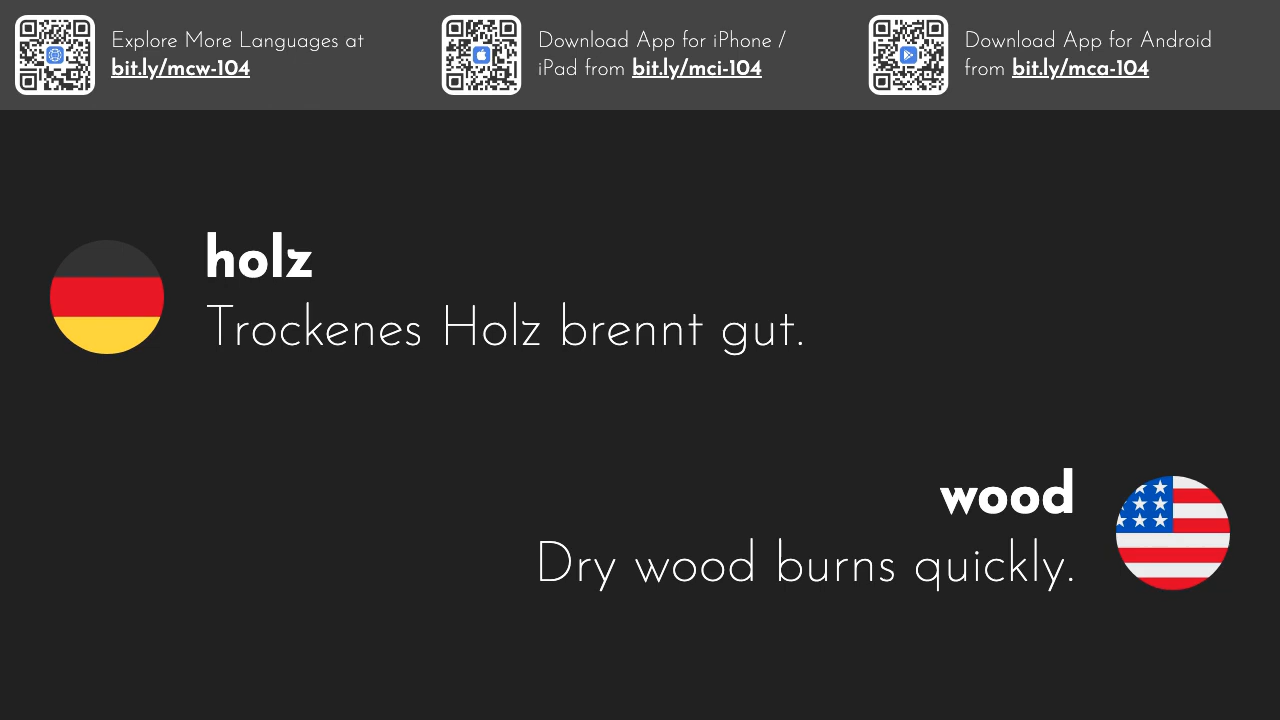 Explore More Languages at
bit.ly/mcw-104
Download App for iPhone /
iPad from bit.ly/mci-104
Download App for Android
from bit.ly/mca-104
holz
Trockenes Holz brennt gut.
wood
Dry wood burns quickly.